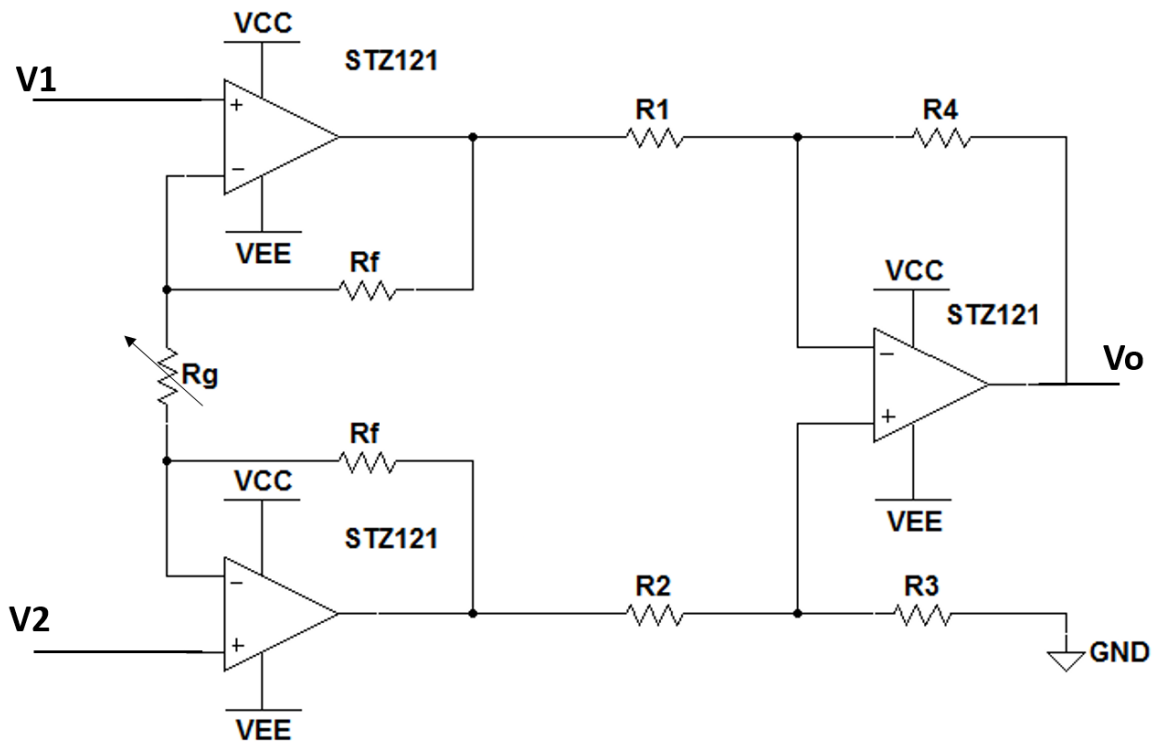 VCC
STZ121
V1
+
−
VEE
R1
R4
Rf
VCC
STZ121
Rg
−
+
Vo
Rf
VCC
VEE
STZ121
−
+
V2
VEE
R2
R3
GND